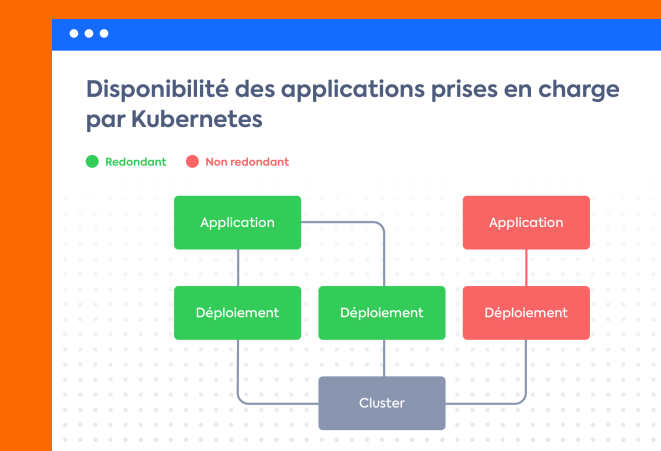 Disponibilité des applications prises en charge
par Kubernetes
Redondant
Non redondant
Application
Application
Déploiement
Déploiement
Déploiement
Cluster